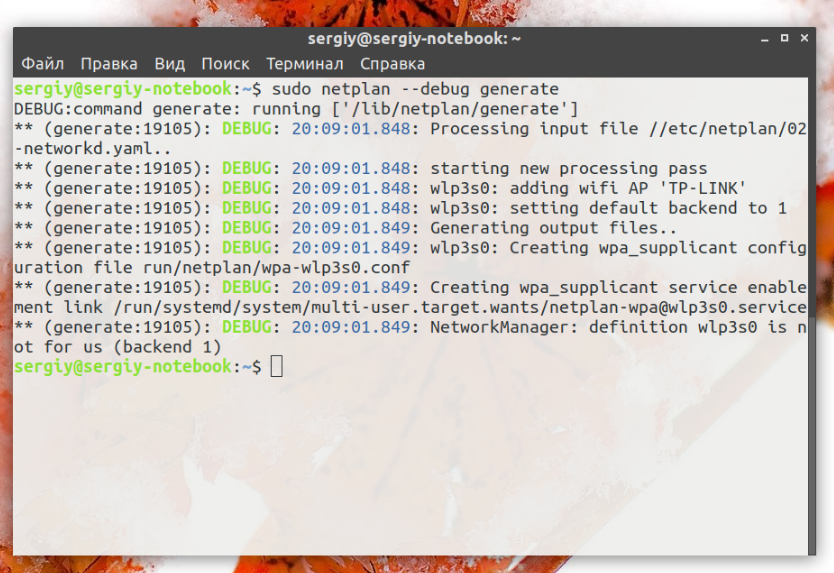 sergiy@sergiy-notebook: ~
Файл Правка Вид Поиск Терминал Справка
sergiy@sergiy-notebook:~$ sudo netplan --debug generate
DEBUG:command generate: running ['/lib/netplan/generate']
** (generate:19105): DEBUG: 20:09:01.848: Processing input file //etc/netplan/02
-networkd.yaml..
** (generate:19105): DEBUG: 20:09:01.848: starting new processing pass
** (generate:19105): DEBUG: 20:09:01.848: wlp3s0: adding wifi AP 'TP-LINK'
** (generate:19105): DEBUG: 20:09:01.848: wlp3s0: setting default backend to 1
** (generate:19105): DEBUG: 20:09:01.849: Generating output files..
** (generate:19105): DEBUG: 20:09:01.849: wlp3s0: Creating wpa_supplicant config
uration file run/netplan/wpa-wlp3s0.conf
** (generate:19105): DEBUG: 20:09:01.849: Creating wpa_supplicant service enable
ment link /run/systemd/system/multi-user.target.wants/netplan-wpa@wlp3s0.service
** (generate:19105): DEBUG: 20:09:01.849: NetworkManager: definition wlp3s0 is n
ot for us (backend 1)
sergiy@sergiy-notebook:~$